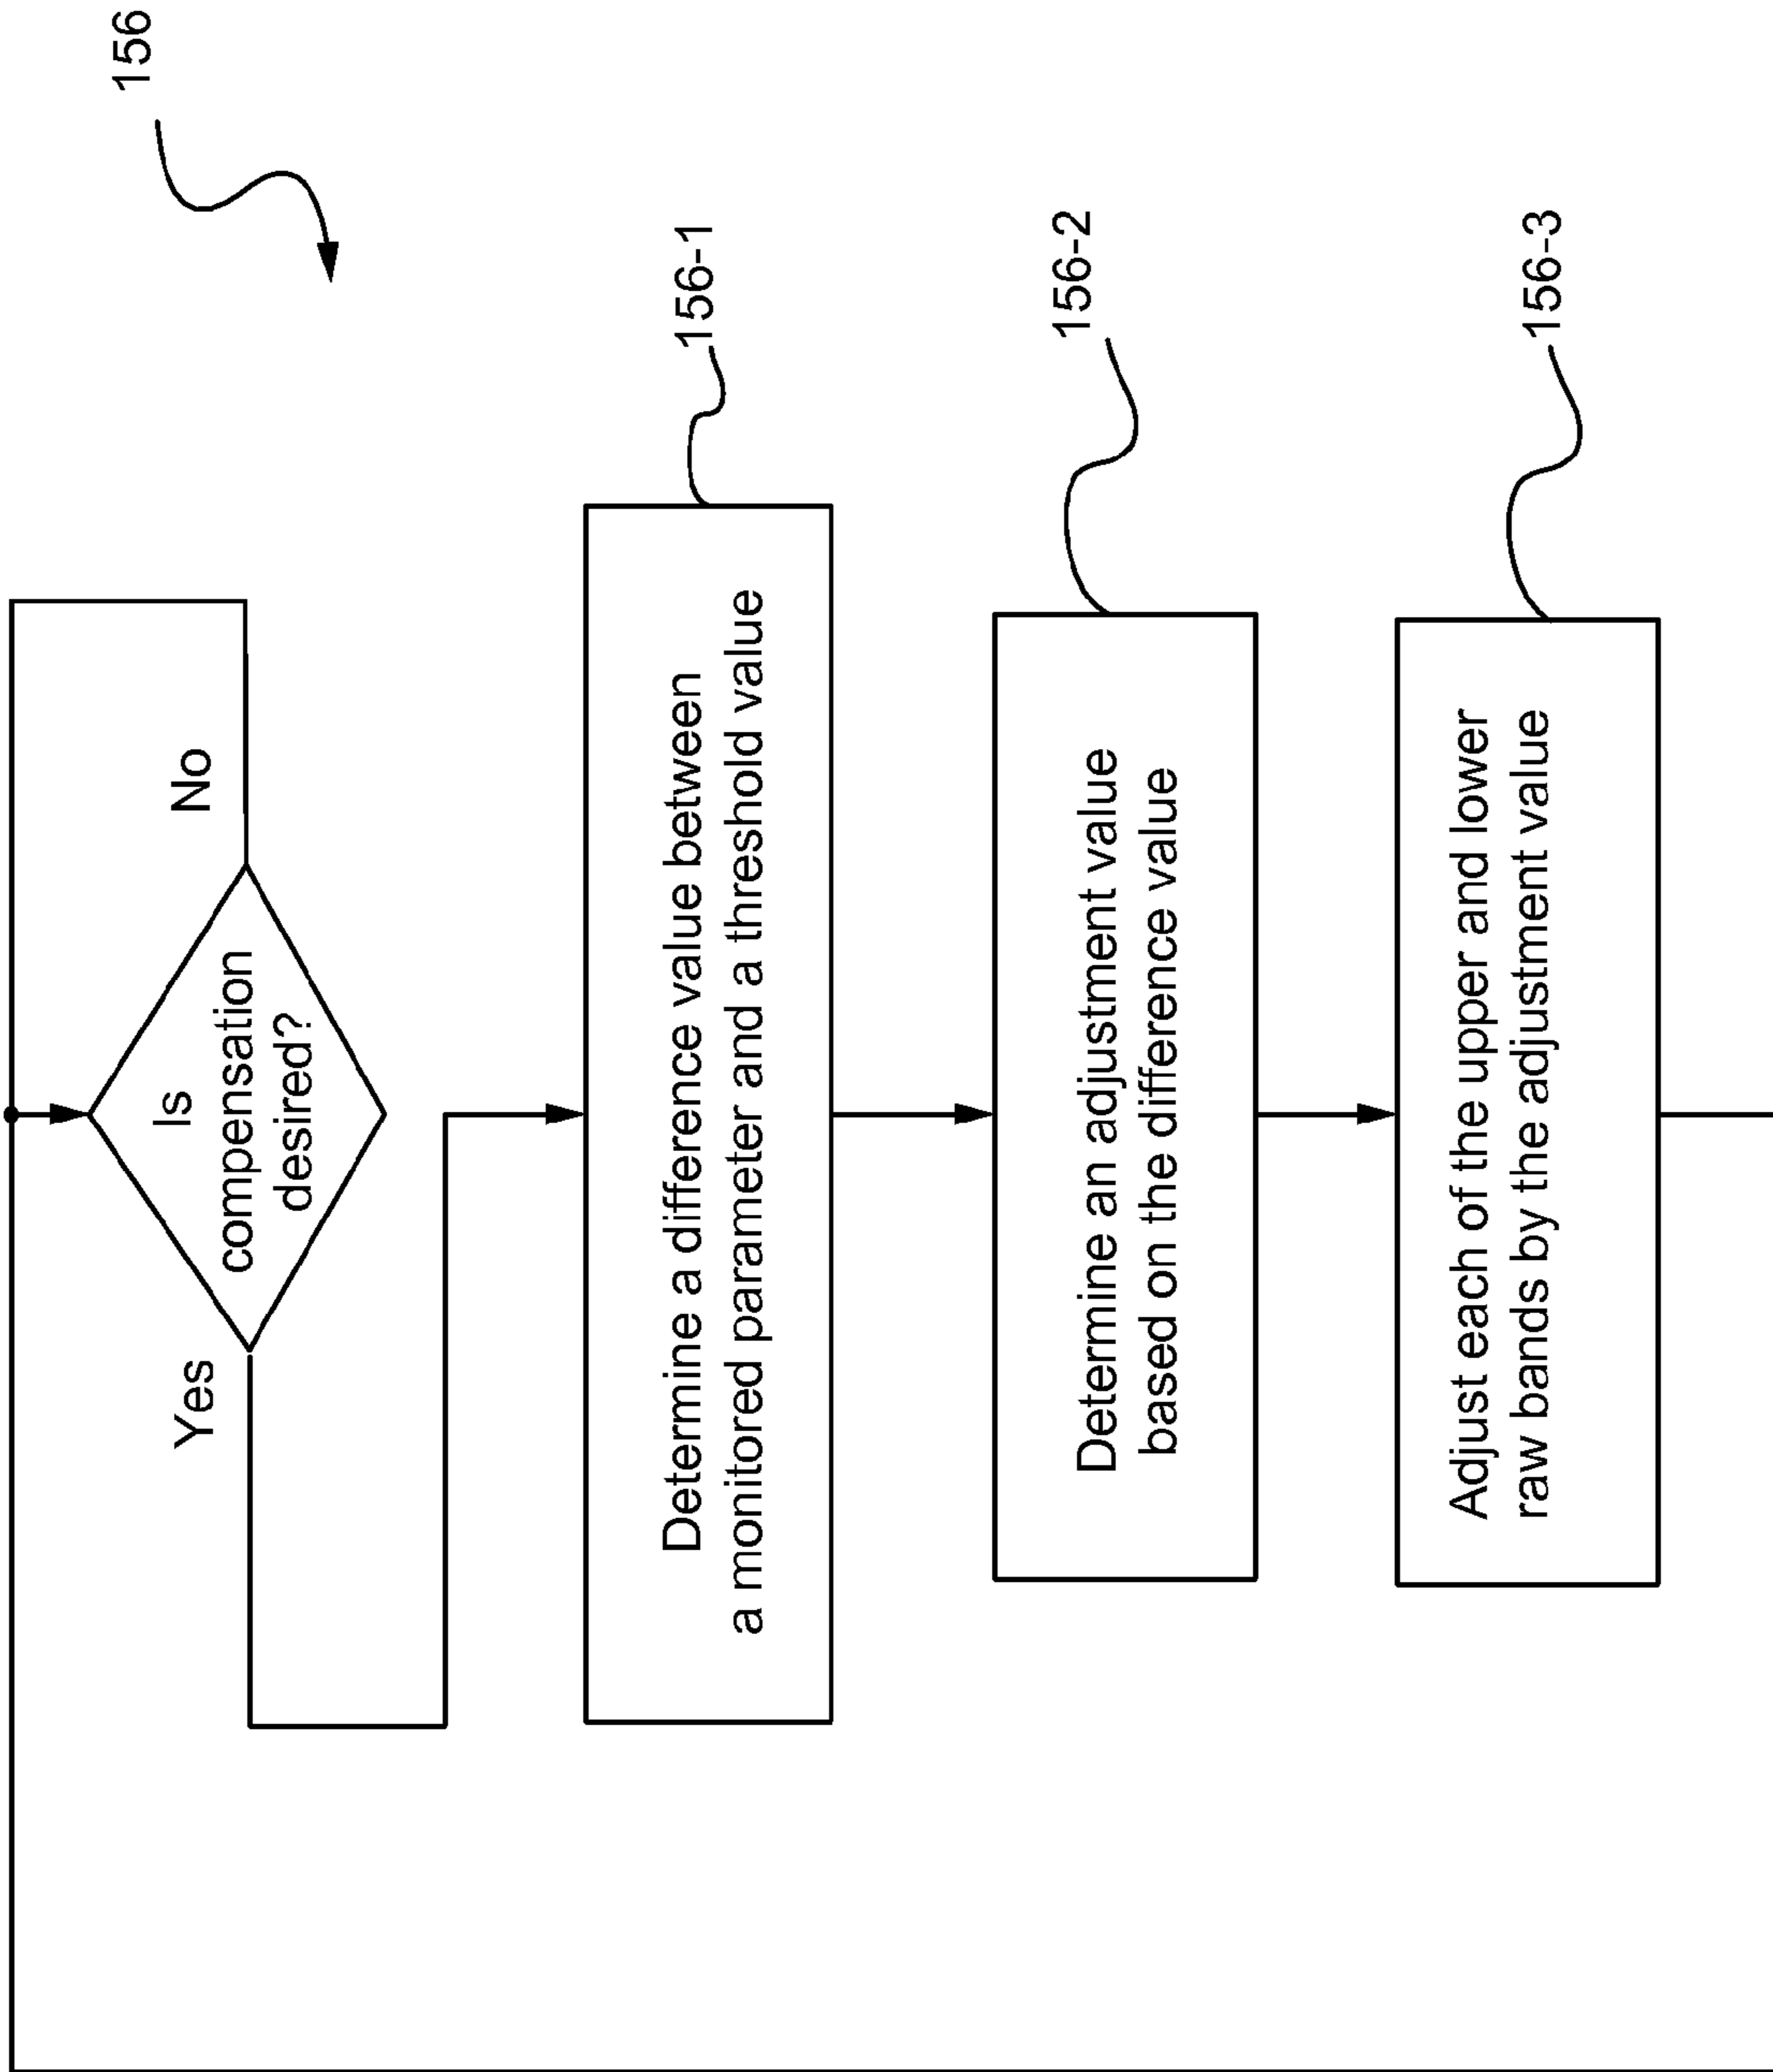 156
Is
compensation
desired?
Yes
No
Determine a difference value between
a monitored parameter and a threshold value
156-1
Determine an adjustment value
based on the difference value
156-2
Adjust each of the upper and lower
raw bands by the adjustment value
156-3